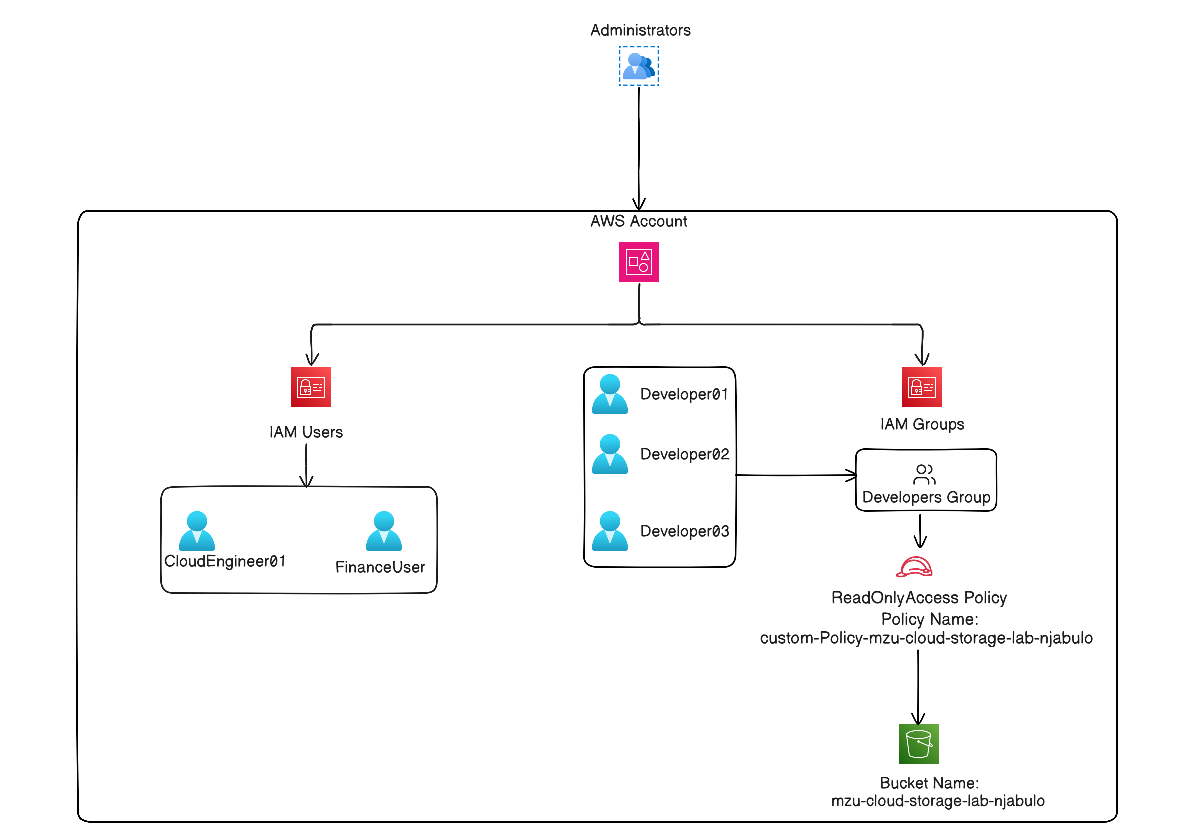 Administrators
AWS Account
IAM Users
CloudEngineer01
FinanceUser
Developer01
Developer02
Developer03
IAM Groups
Developers Group
ReadOnlyAccess Policy
Policy Name:
custom-Policy-mzu-cloud-storage-lab-njabulo
Bucket Name:
mzu-cloud-storage-lab-njabulo